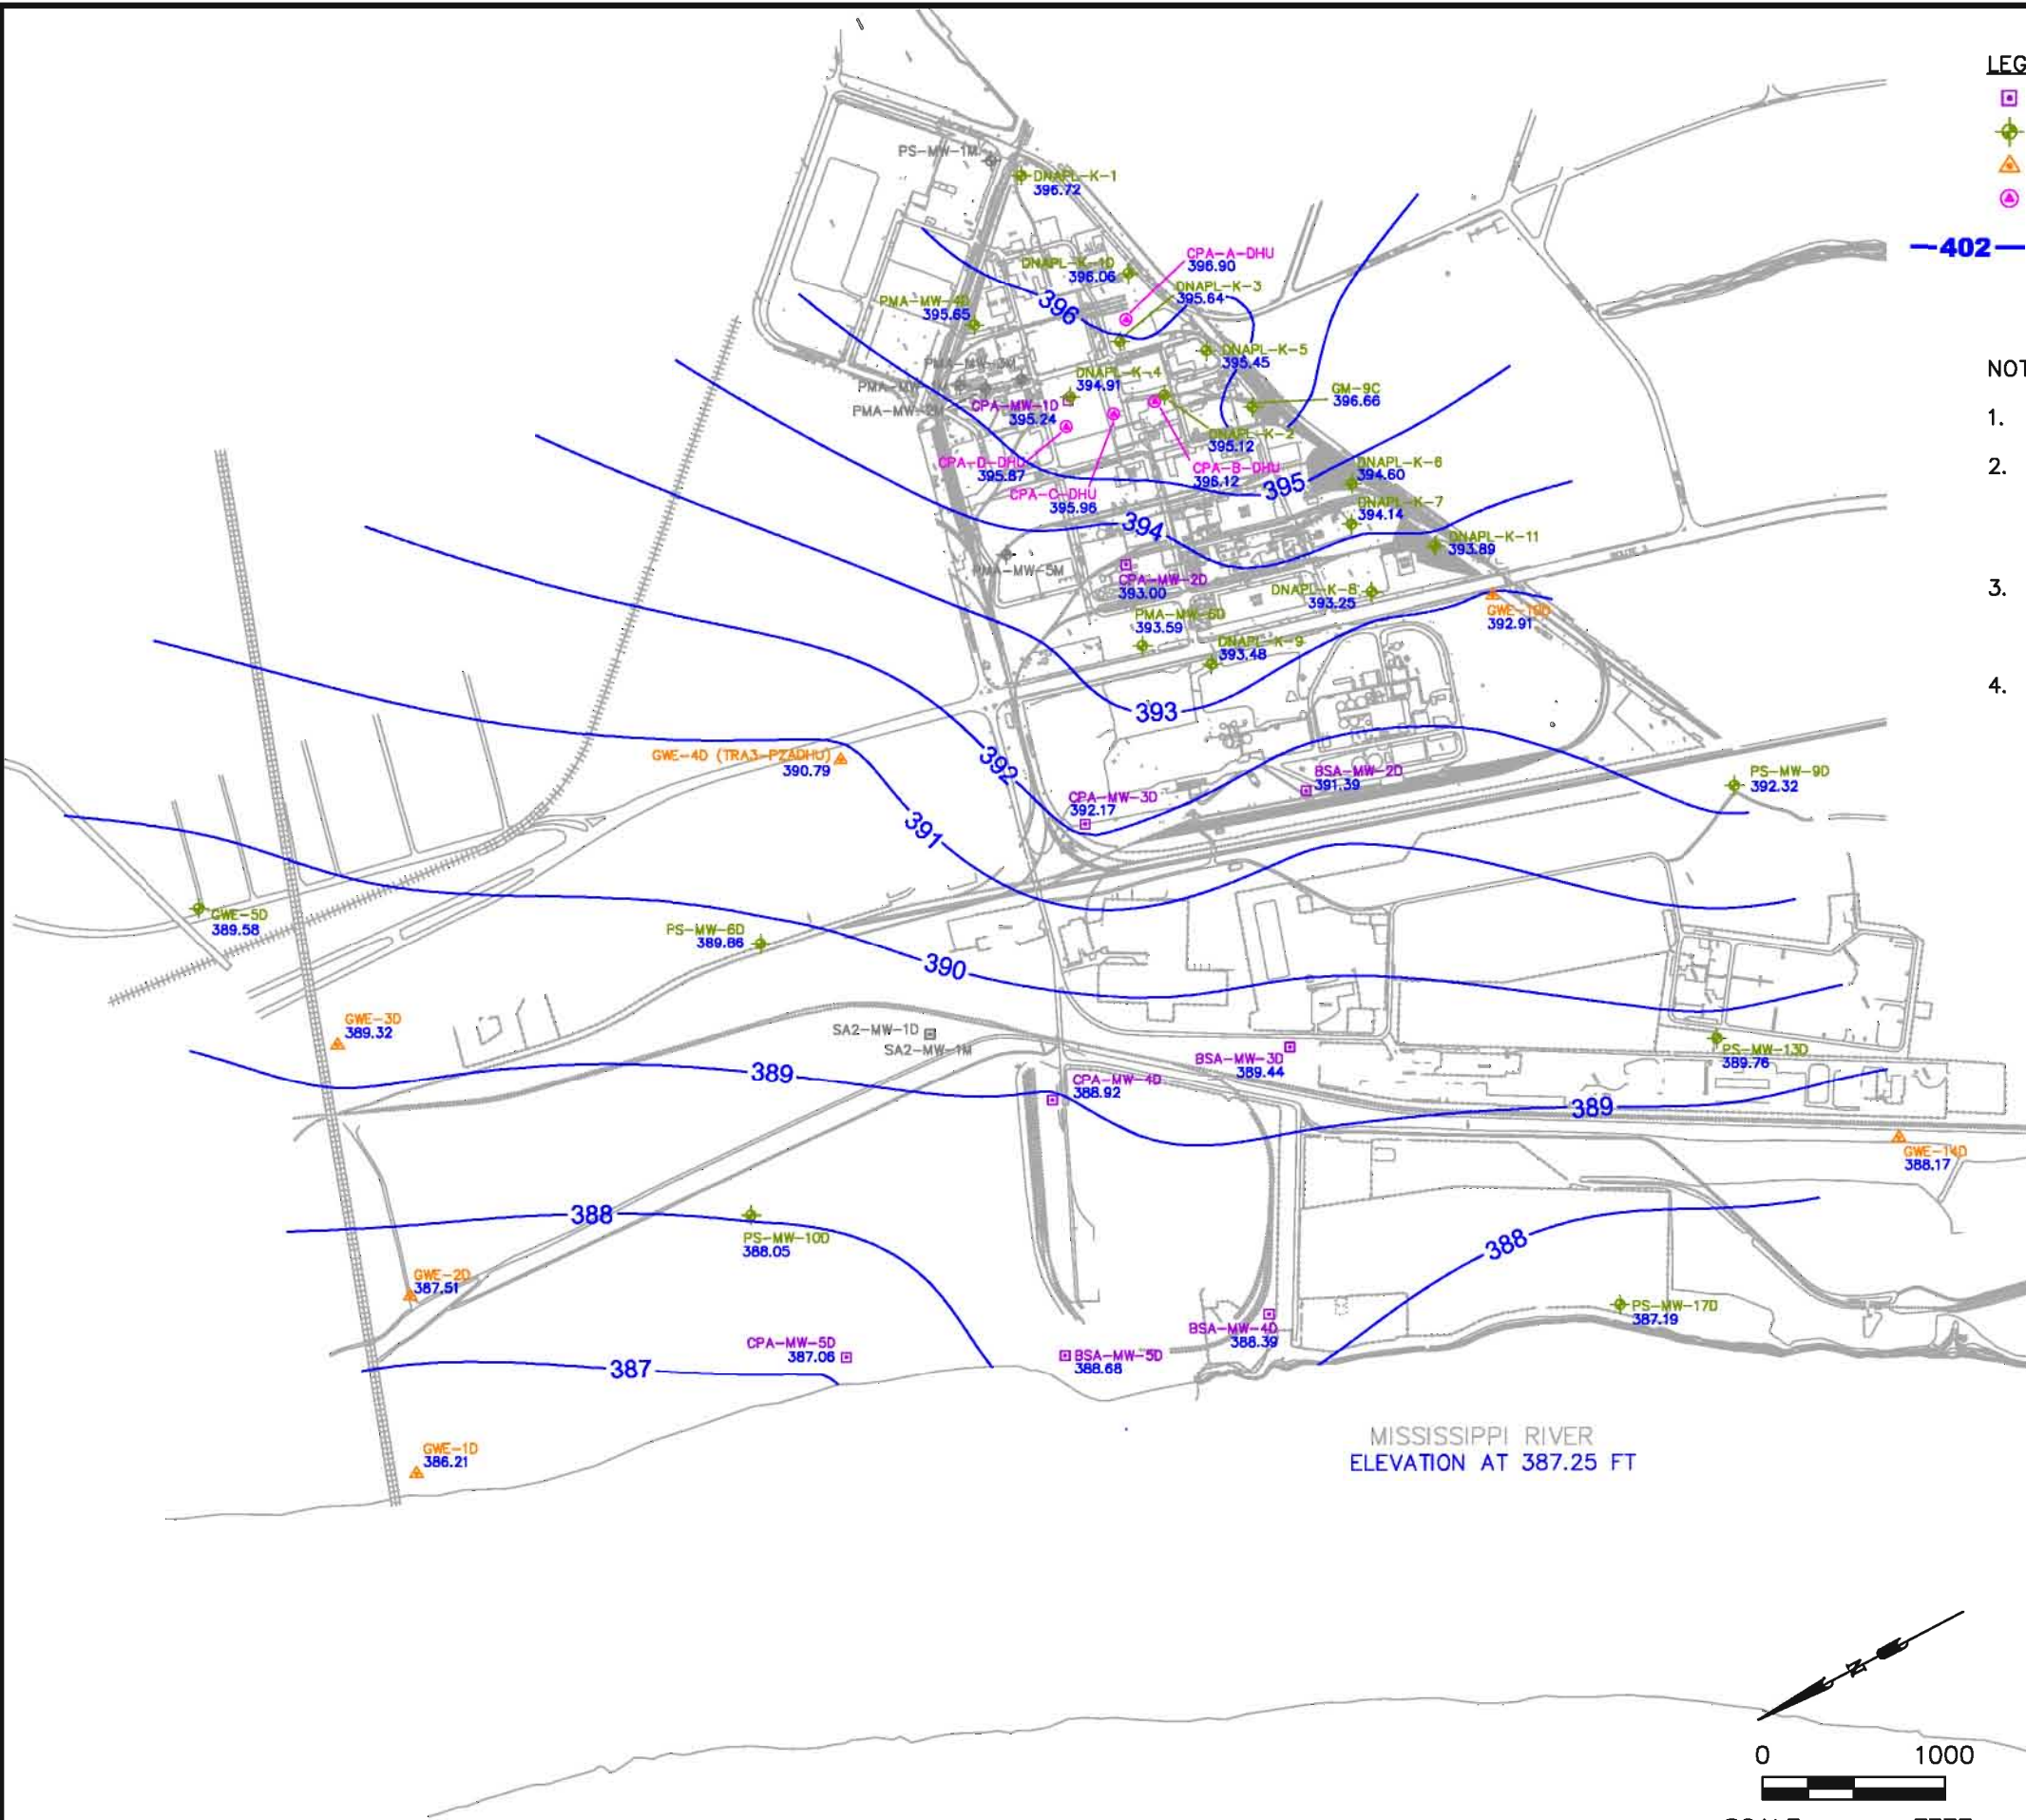 LEG
402
NOT
1.
2.
3.
4.
PS-MW-1M
DNAPL-K-1
396.72
CPA-A-DHU
396.90
DNAPL-K-10
396.06
DNAPL-K-3
395.64
PMA-MW-4D
395.65
396
DNAPL-K-5
395.45
PMA-MW-3M
DNAPL-K-4
394.91
GM-9C
396.66
PMA-MW-2M
CPA-MW-1D
395.24
DNAPL-K-2
395.12
CPA-D-DHU
395.87
CPA-B-DHU
396.12
CPA-C-DHU
395.96
395
DNAPL-K-6
394.60
DNAPL-K-7
394.14
394
DNAPL-K-11
393.89
PMA-MW-5M
CPA-MW-2D
393.00
DNAPL-K-8
393.25
PMA-MW-6D
393.59
DNAPL-K-9
393.48
392.91
393
GWE-4D (TRA3-PZADHU)
390.79
392
BSA-MW-2D
391.39
PS-MW-9D
392.32
CPA-MW-3D
392.17
391
GWE-5D
389.58
PS-MW-6D
389.86
390
GWE-3D
389.32
SA2-MW-1D
SA2-MW-1M
BSA-MW-3D
389.44
PS-MW-13D
389.76
389
CPA-MW-4D
388.92
389
GWE-14D
388.17
388
PS-MW-10D
388.05
388
GWE-2D
387.51
PS-MW-17D
387.19
CPA-MW-5D
387.06
BSA-MW-4D
388.39
BSA-MW-5D
388.68
387
GWE-1D
386.21
MISSISSIPPI RIVER
ELEVATION AT 387.25 FT
N
0 1000